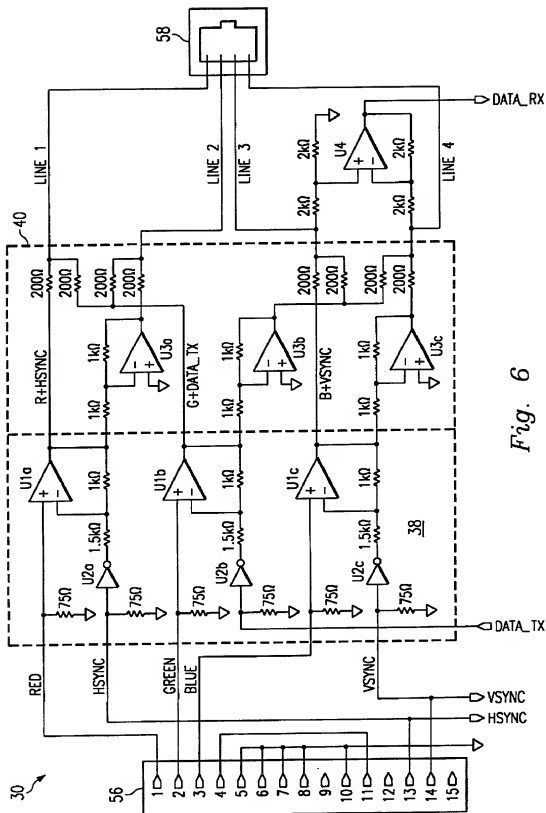 30
56
1
2
3
4
5
6
7
8
9
10
11
12
13
14
15
RED
HSYNC
GREEN
BLUE
VSYNC
HSYNC
VSYNC
DATA_TX
38
75Ω
75Ω
75Ω
75Ω
75Ω
75Ω
U1a
+
−
U2a
1.5kΩ
1kΩ
U1b
+
−
U2b
1.5kΩ
1kΩ
U1c
+
−
U2c
1.5kΩ
1kΩ
40
R+HSYNC
1kΩ
1kΩ
−
+
U3a
G+DATA_TX
1kΩ
1kΩ
−
+
U3b
B+VSYNC
1kΩ
1kΩ
−
+
U3c
200Ω
200Ω
200Ω
200Ω
200Ω
200Ω
200Ω
200Ω
LINE 1
LINE 2
LINE 3
LINE 4
58
2kΩ
2kΩ
+
−
U4
2kΩ
2kΩ
DATA_RX
Fig. 6